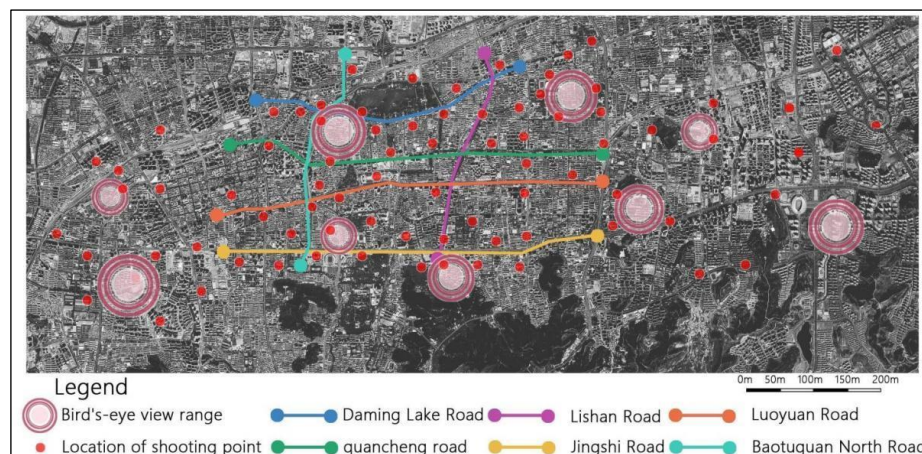 0m 50m 100m 150m 200m
Legend
Bird's-eye view range Daming Lake Road Lishan Road Luoyuan Road
Location of shooting point quancheng road Jingshi Road Baotuquan North Road